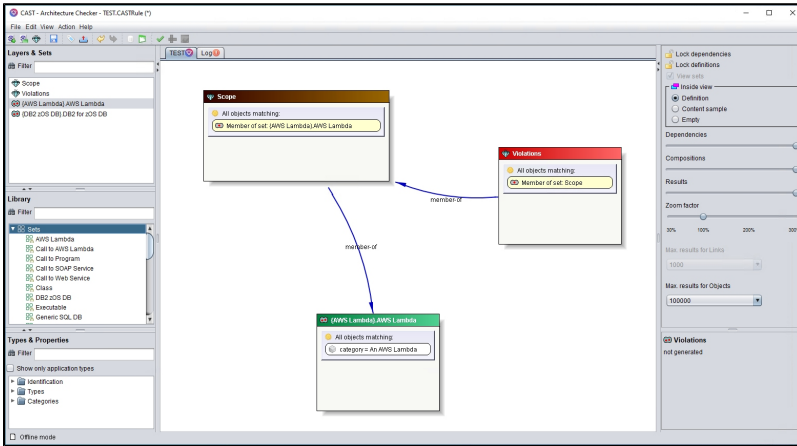 CAST - Architecture Checker - TEST.CASTRule (*)
File Edit View Action Help
Layers & Sets
Filter
Scope
Violations
{AWS Lambda}.AWS Lambda
{DB2 zOS DB}.DB2 for zOS DB
Library
Filter
Sets
AWS Lambda
Call to AWS Lambda
Call to Program
Call to SOAP Service
Call to Web Service
Class
DB2 zOS DB
Executable
Generic SQL DB
Types & Properties
Filter
Show only application types
Identification
Types
Categories
Offline mode
TEST
Log
Scope
All objects matching:
Member of set: {AWS Lambda}.AWS Lambda
Violations
All objects matching:
Member of set: Scope
member-of
member-of
{AWS Lambda}.AWS Lambda
All objects matching:
category = An AWS Lambda
Lock dependencies
Lock definitions
View sets
Inside view
Definition
Content sample
Empty
Dependencies
Compositions
Results
Zoom factor
30% 100% 200% 300%
Max. results for Links
1000
Max. results for Objects
100000
Violations
not generated